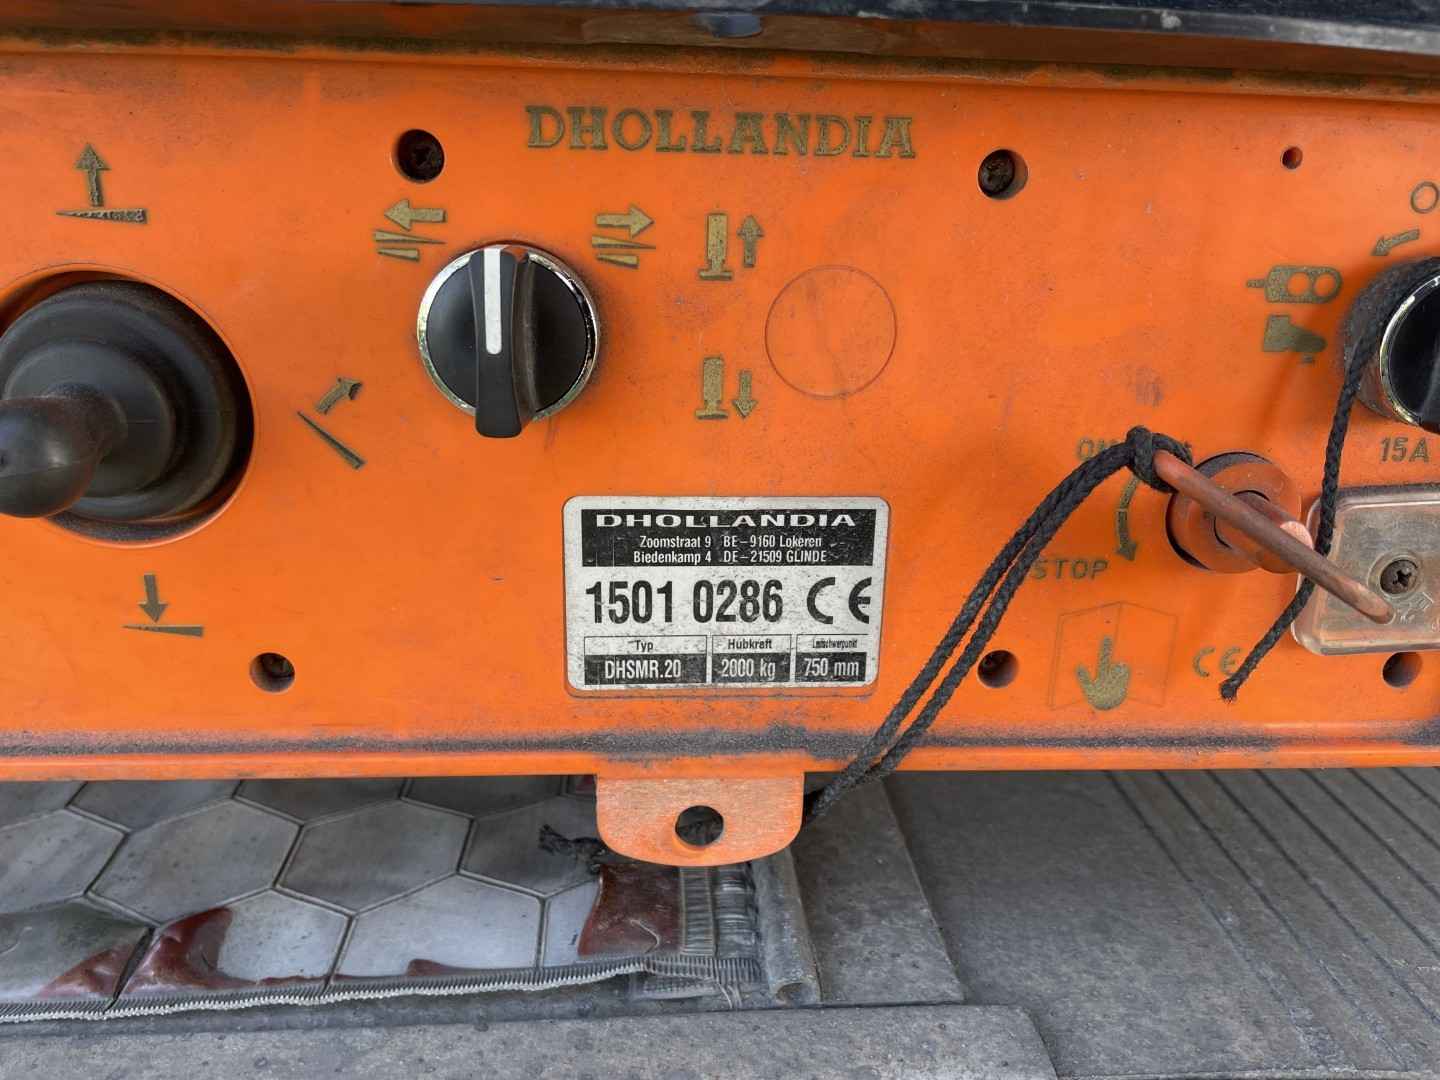 DHOLLANDIA
15A
STOP
DHOLLANDIA
Zoomstraat 9 BE-9160 Lokeren
Biedenkamp 4 DE-21509 GLINDE
1501 0286 CE
Typ Hubkraft Lastschwerpunkt
DHSMR.20 2000 kg 750 mm
CE